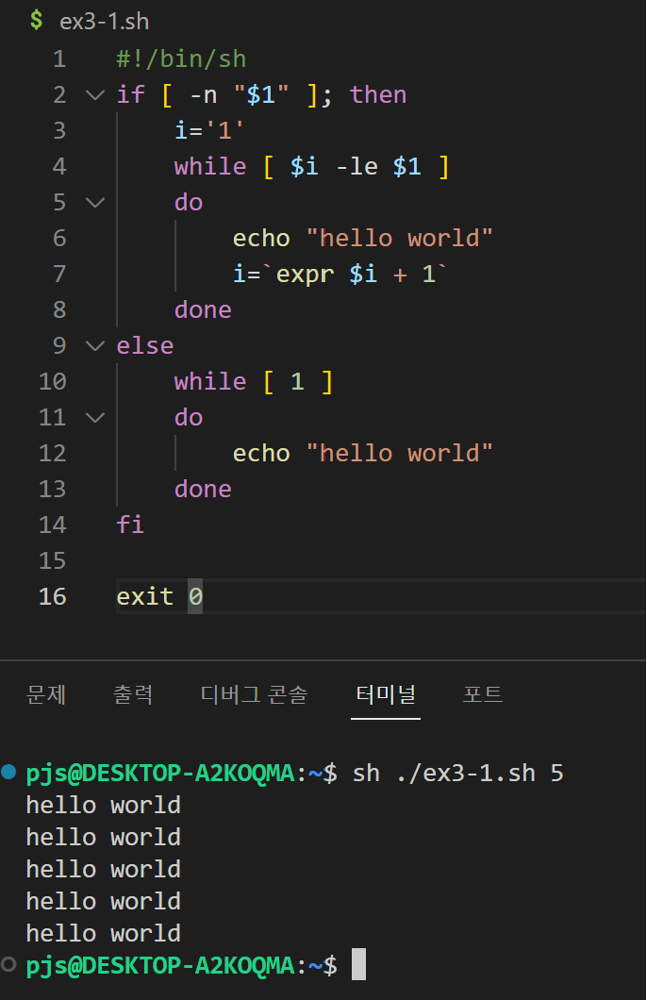 $ ex3-1.sh
1 #!/bin/sh
2 if [ -n "$1" ]; then
3     i='1'
4     while [ $i -le $1 ]
5     do
6         echo "hello world"
7         i=`expr $i + 1`
8     done
9 else
10     while [ 1 ]
11     do
12         echo "hello world"
13     done
14 fi
15
16 exit 0
문제 출력 디버그 콘솔 터미널 포트
pjs@DESKTOP-A2KOQMA:~$ sh ./ex3-1.sh 5
hello world
hello world
hello world
hello world
hello world
pjs@DESKTOP-A2KOQMA:~$